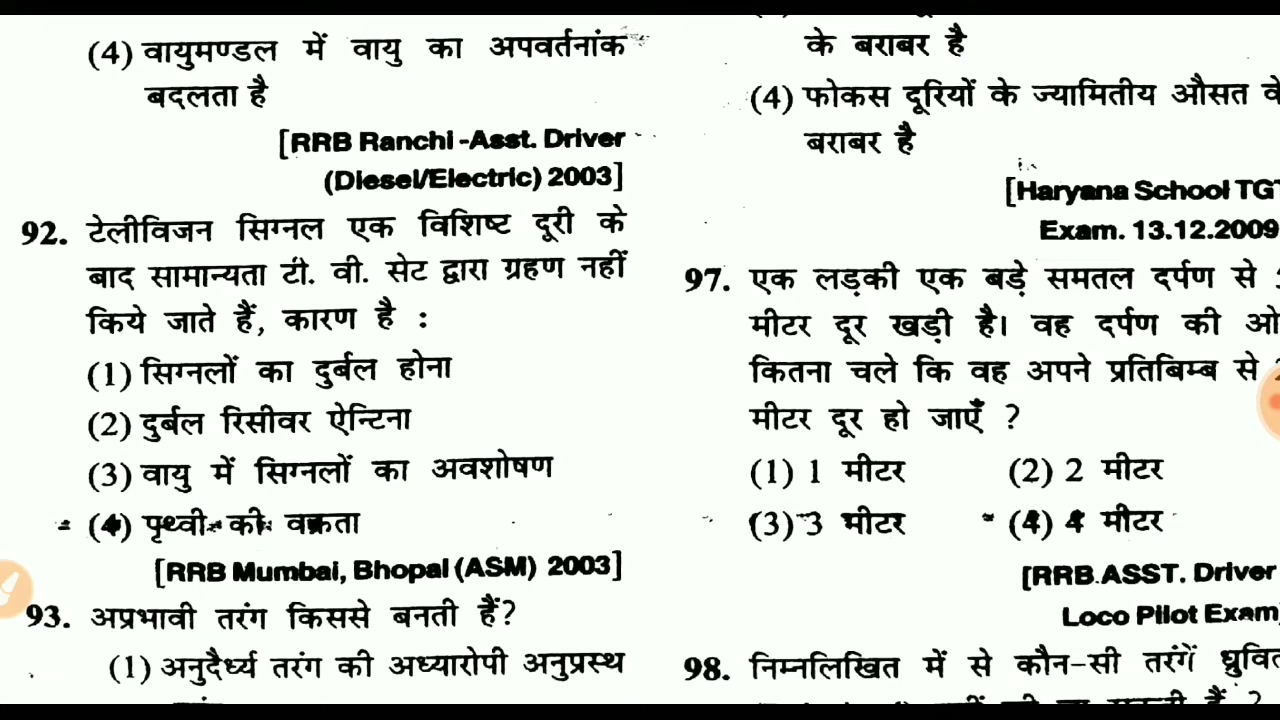 (4) वायुमण्डल में वायु का अपवर्तनांक
बदलता है
[RRB Ranchi -Asst. Driver
(Diesel/Electric) 2003]
92. टेलीविजन सिग्नल एक विशिष्ट दूरी के
बाद सामान्यता टी. वी. सेट द्वारा ग्रहण नहीं
किये जाते हैं, कारण है :
(1) सिग्नलों का दुर्बल होना
(2) दुर्बल रिसीवर ऐन्टिना
(3) वायु में सिग्नलों का अवशोषण
(4) पृथ्वी की वक्रता
[RRB Mumbai, Bhopal (ASM) 2003]
93. अप्रभावी तरंग किससे बनती हैं?
(1) अनुदैर्ध्य तरंग की अध्यारोपी अनुप्रस्थ
के बराबर है
(4) फोकस दूरियों के ज्यामितीय औसत के
बराबर है
[Haryana School TGT
Exam. 13.12.2009
97. एक लड़की एक बड़े समतल दर्पण से
मीटर दूर खड़ी है। वह दर्पण की ओ
कितना चले कि वह अपने प्रतिबिम्ब से
मीटर दूर हो जाएँ ?
(1) 1 मीटर (2) 2 मीटर
(3) 3 मीटर (4) 4 मीटर
[RRB ASST. Driver
Loco Pilot Exam,
98. निम्नलिखित में से कौन-सी तरंगें ध्रुवित